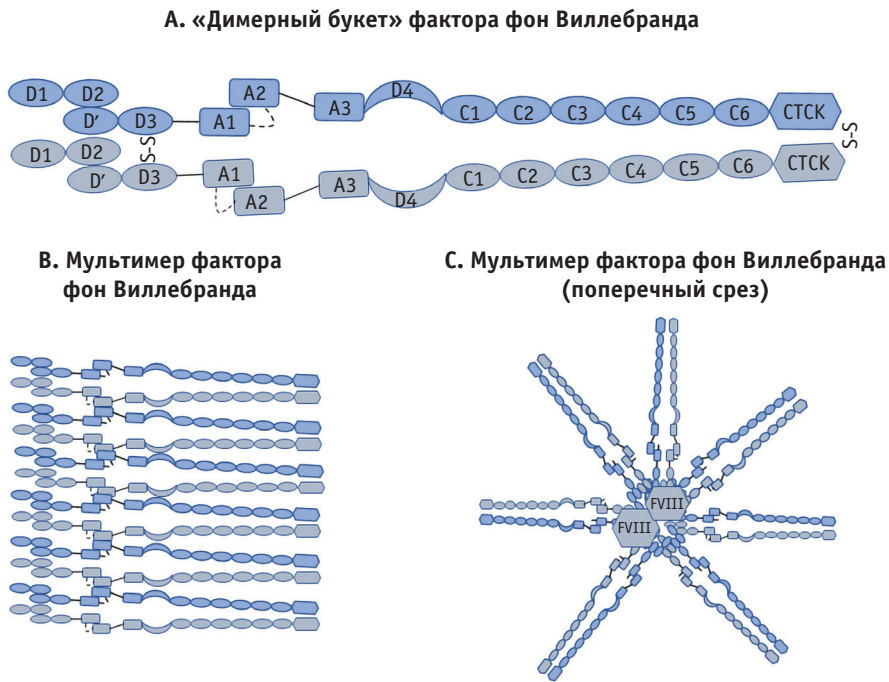 А. «Димерный букет» фактора фон Виллебранда
D1 D2
D' D3 A1 A2 A3 D4 C1 C2 C3 C4 C5 C6 CTCK
S-S S-S
D1 D2
D' D3 A1 A2 A3 D4 C1 C2 C3 C4 C5 C6 CTCK
В. Мультимер фактора
фон Виллебранда
С. Мультимер фактора фон Виллебранда
(поперечный срез)
FVIII
FVIII